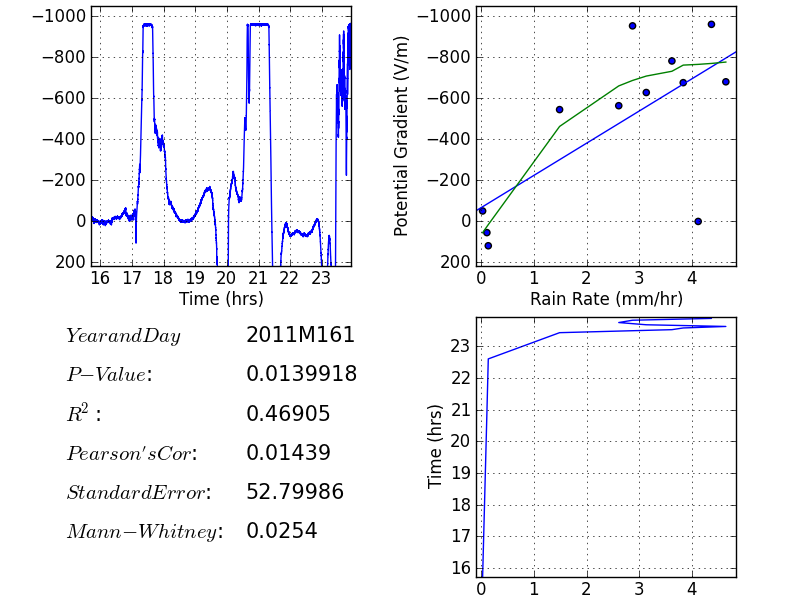 −1000
−800
−600
−400
−200
0
200
16 17 18 19 20 21 22 23
Time (hrs)
Potential Gradient (V/m)
−1000
−800
−600
−400
−200
0
200
0 1 2 3 4
Rain Rate (mm/hr)
YearandDay 2011M161
P−Value: 0.0139918
R²: 0.46905
Pearson'sCor: 0.01439
StandardError: 52.79986
Mann−Whitney: 0.0254
Time (hrs)
23
22
21
20
19
18
17
16
0 1 2 3 4